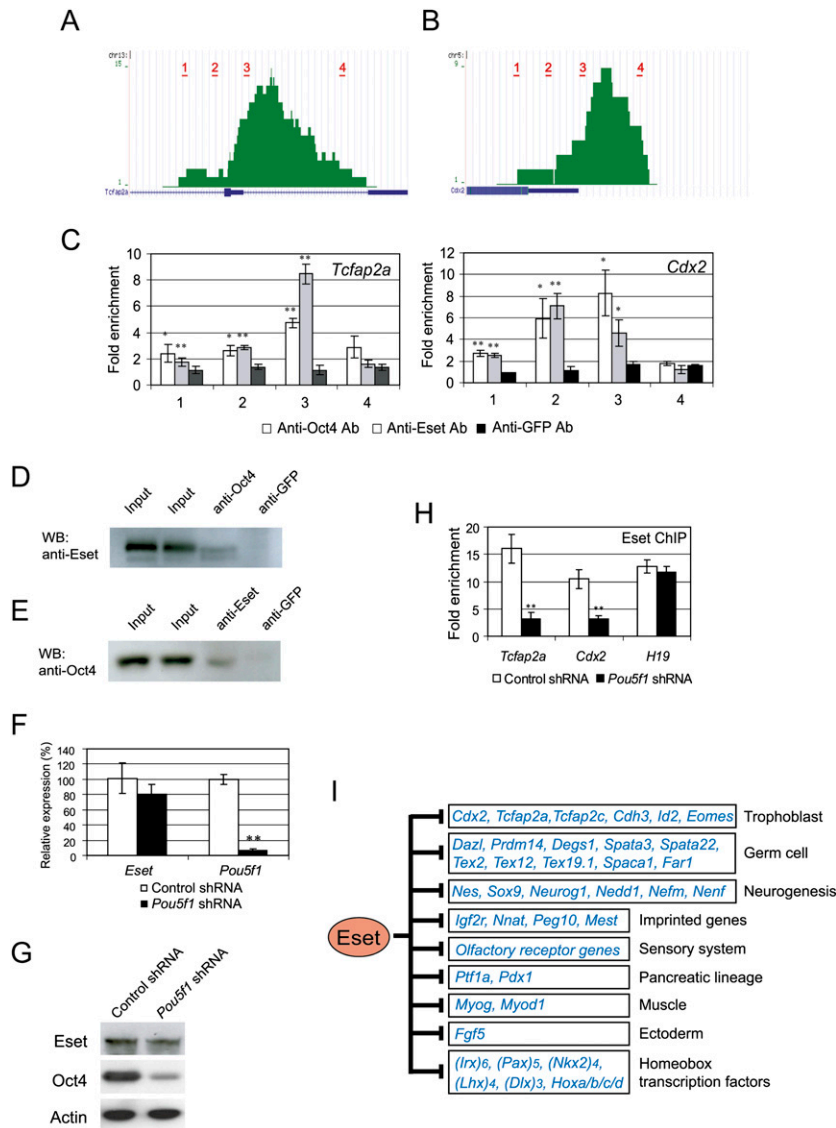 A
chr13:
15
1
1 2 3 4
Tcfap2a
B
chr5:
9
1
1 2 3 4
Cdx2
C
Fold enrichment
10
8
6
4
2
0
Tcfap2a
* ** * ** ** **
1 2 3 4
Fold enrichment
12
10
8
6
4
2
0
Cdx2
** ** * ** * *
1 2 3 4
Anti-Oct4 Ab Anti-Eset Ab Anti-GFP Ab
D
Input Input anti-Oct4 anti-GFP
WB:
anti-Eset
E
Input Input anti-Eset anti-GFP
WB:
anti-Oct4
F
Relative expression (%)
140
120
100
80
60
40
20
0
**
Eset Pou5f1
Control shRNA
Pou5f1 shRNA
G
Control shRNA Pou5f1 shRNA
Eset
Oct4
Actin
H
Fold enrichment
20
15
10
5
0
Eset ChIP
** **
Tcfap2a Cdx2 H19
Control shRNA Pou5f1 shRNA
I
Eset
Cdx2, Tcfap2a,Tcfap2c, Cdh3, Id2, Eomes Trophoblast
Dazl, Prdm14, Degs1, Spata3, Spata22,
Tex2, Tex12, Tex19.1, Spaca1, Far1
Germ cell
Nes, Sox9, Neurog1, Nedd1, Nefm, Nenf Neurogenesis
Igf2r, Nnat, Peg10, Mest Imprinted genes
Olfactory receptor genes Sensory system
Ptf1a, Pdx1 Pancreatic lineage
Myog, Myod1 Muscle
Fgf5 Ectoderm
(Irx)6, (Pax)5, (Nkx2)4,
(Lhx)4, (Dlx)3, Hoxa/b/c/d
Homeobox
transcription factors